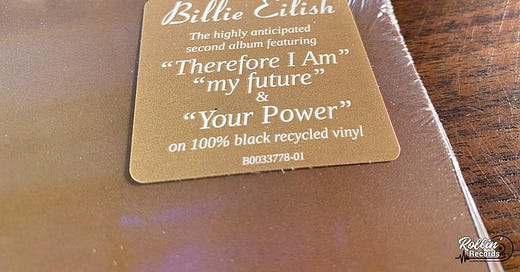 Billie Eilish
The highly anticipated
second album featuring
“Therefore I Am”
“my future”
&
“Your Power”
on 100% black recycled vinyl
B0033778-01
Rollin'
Records